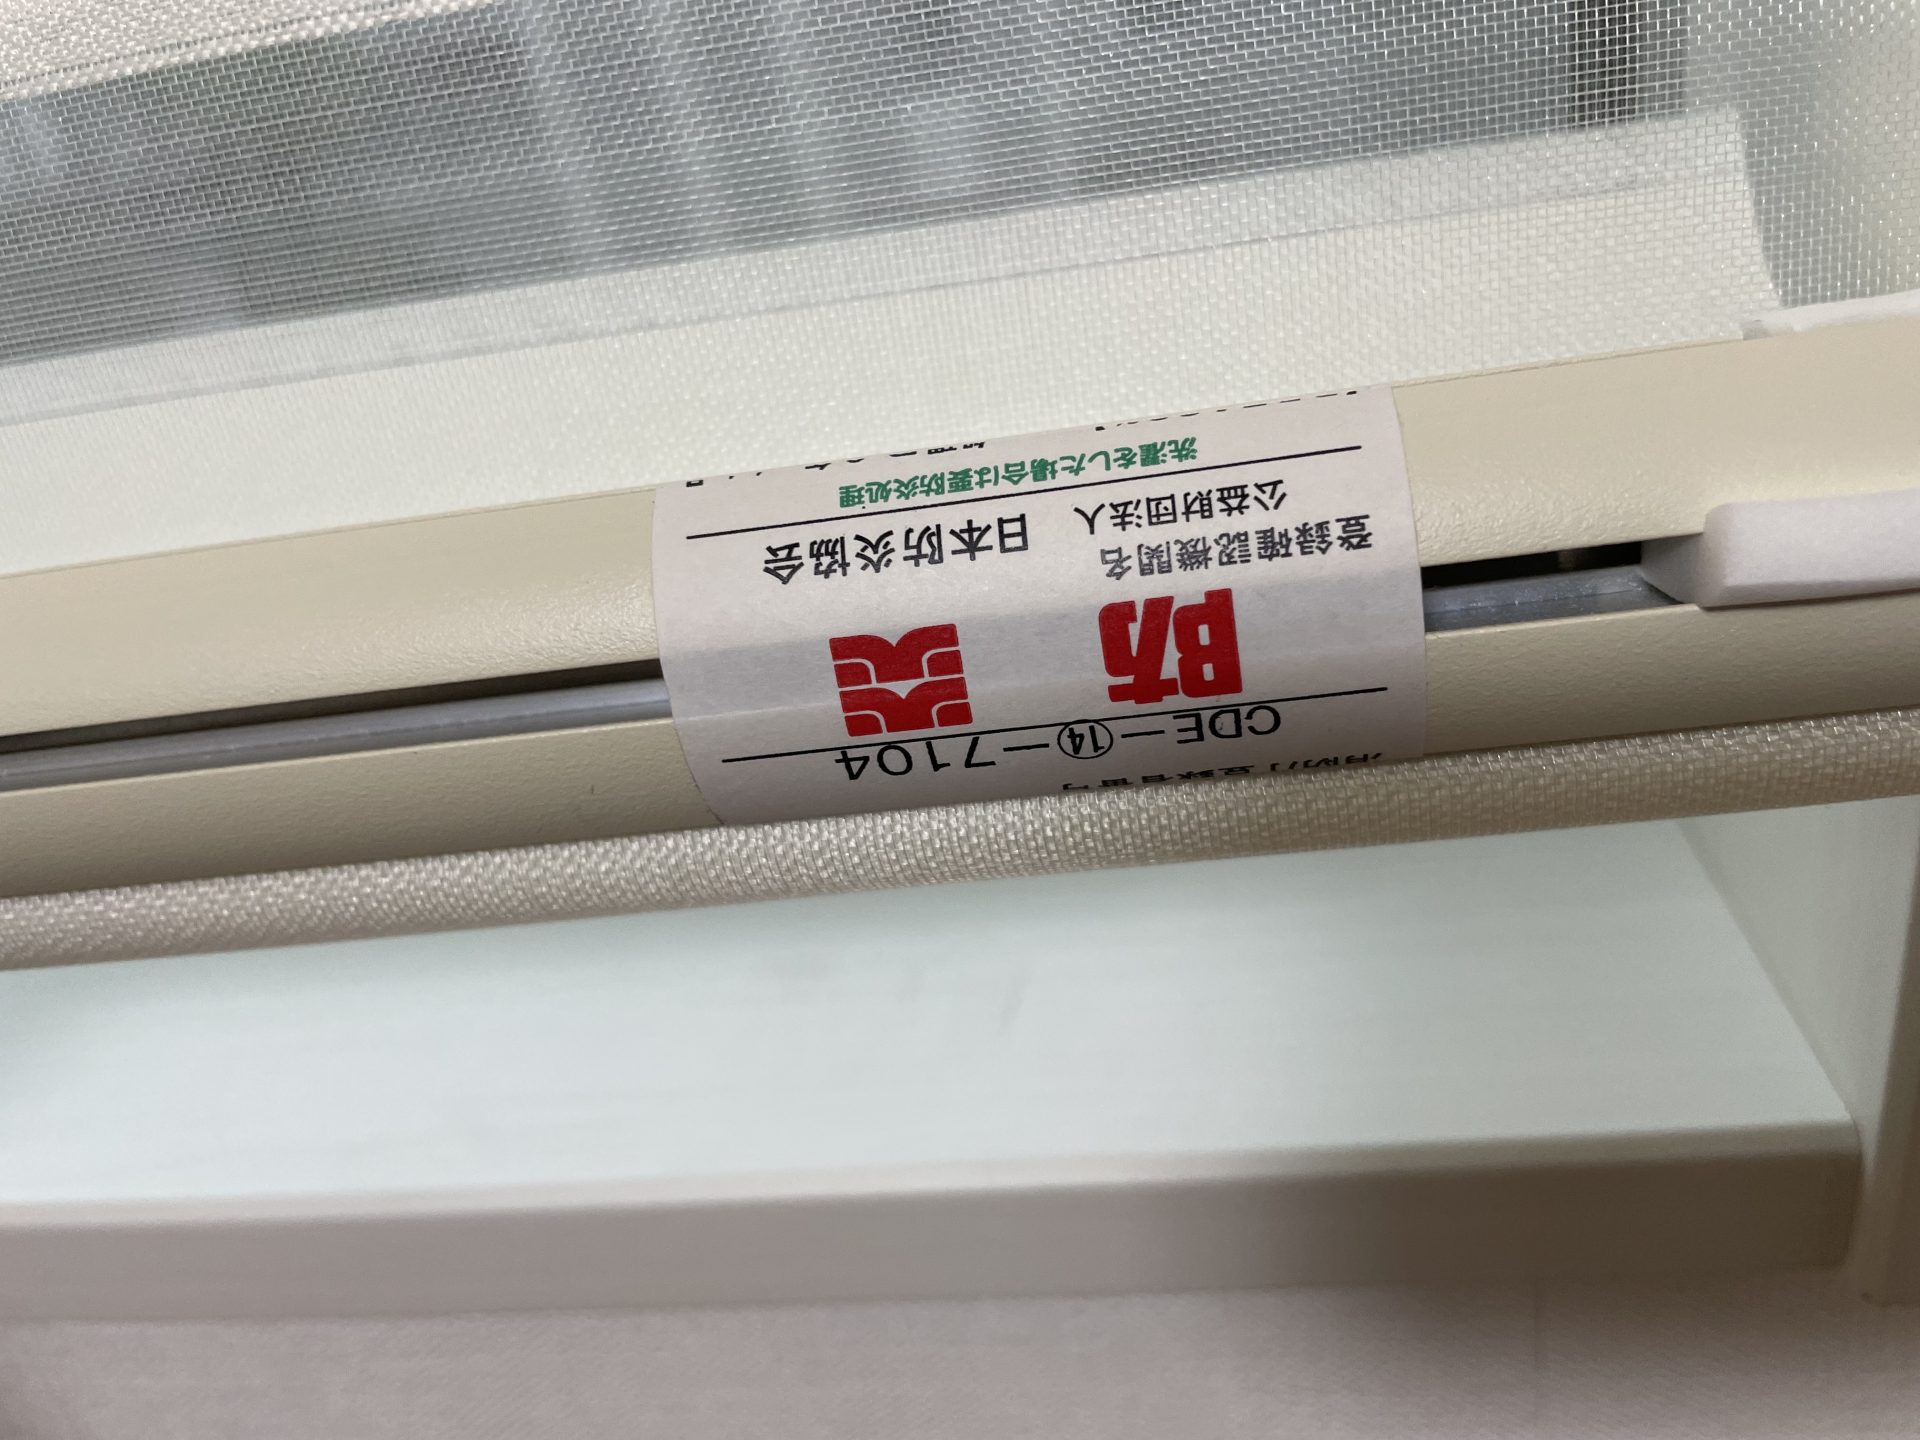 CDE-⑭-7104
防炎
登録確認機関名
公益財団法人 日本防炎協会
洗濯をした場合は要防炎処理